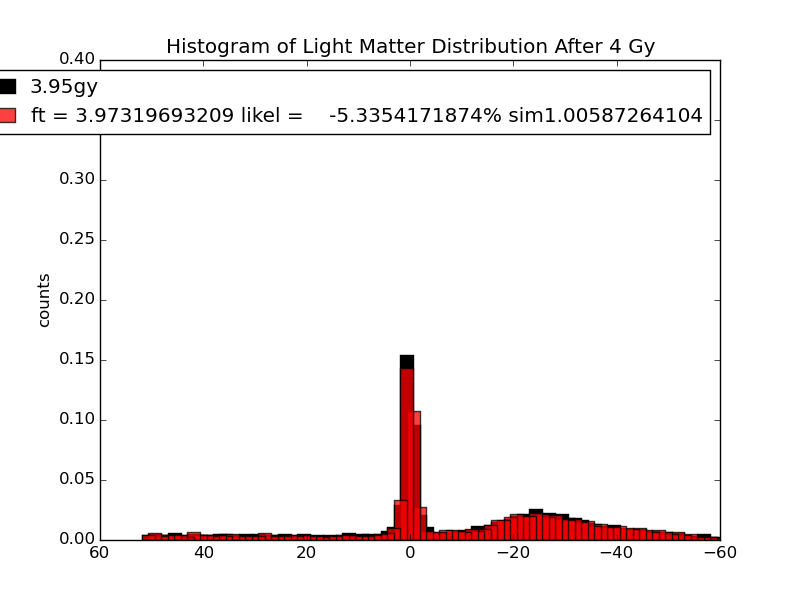 Histogram of Light Matter Distribution After 4 Gy
0.40
3.95gy
ft = 3.97319693209 likel = -5.3354171874% sim1.00587264104
0.30
0.25
counts
0.20
0.15
0.10
0.05
0.00
60 40 20 0 −20 −40 −60